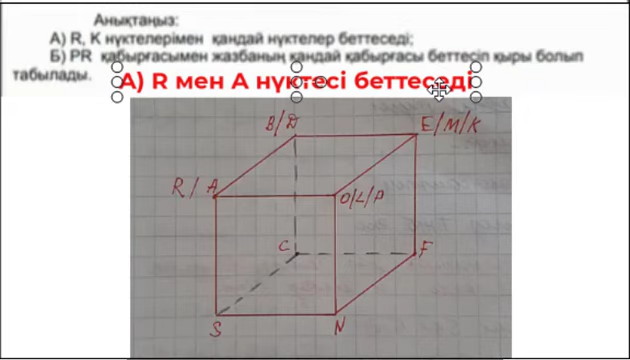 Анықтаңыз:
А) R, K нүктелерімен қандай нүктелер беттеседі;
Б) PR қабырғасымен жазбаның қандай қабырғасы беттесіп қыры болып
табылады.
А) R мен А нүктесі беттеседі
B/D
E/M/K
R/A
O/L/P
C
F
S
N